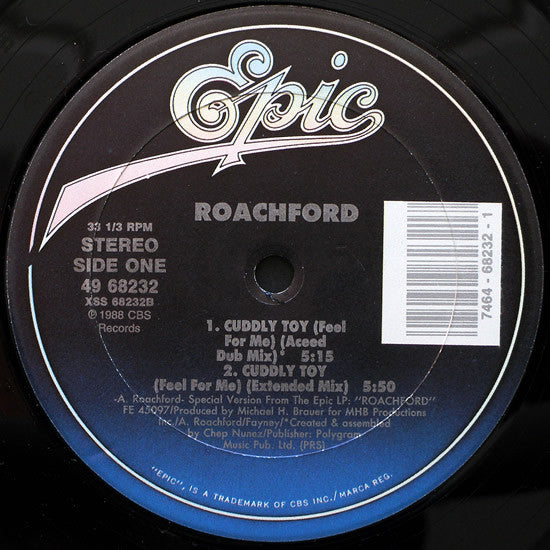 Epic
ROACHFORD
33 1/3 RPM
STEREO
SIDE ONE
49 68232
XSS 68232B
℗ 1988 CBS
Records
7464-68232-1
1. CUDDLY TOY (Feel
For Me) (Aceed
Dub Mix)* 5:15
2. CUDDLY TOY
(Feel For Me) (Extended Mix) 5:50
-A. Roachford- Special Version From The Epic LP: "ROACHFORD"
FE 45097/Produced by Michael H. Brauer for MHB Productions
Inc./A. Roachford/Fayney/*Created & assembled
by Chep Nunez/Publisher: Polygram
Music Pub. Ltd. (PRS)
"EPIC", IS A TRADEMARK OF CBS INC./MARCA REG.